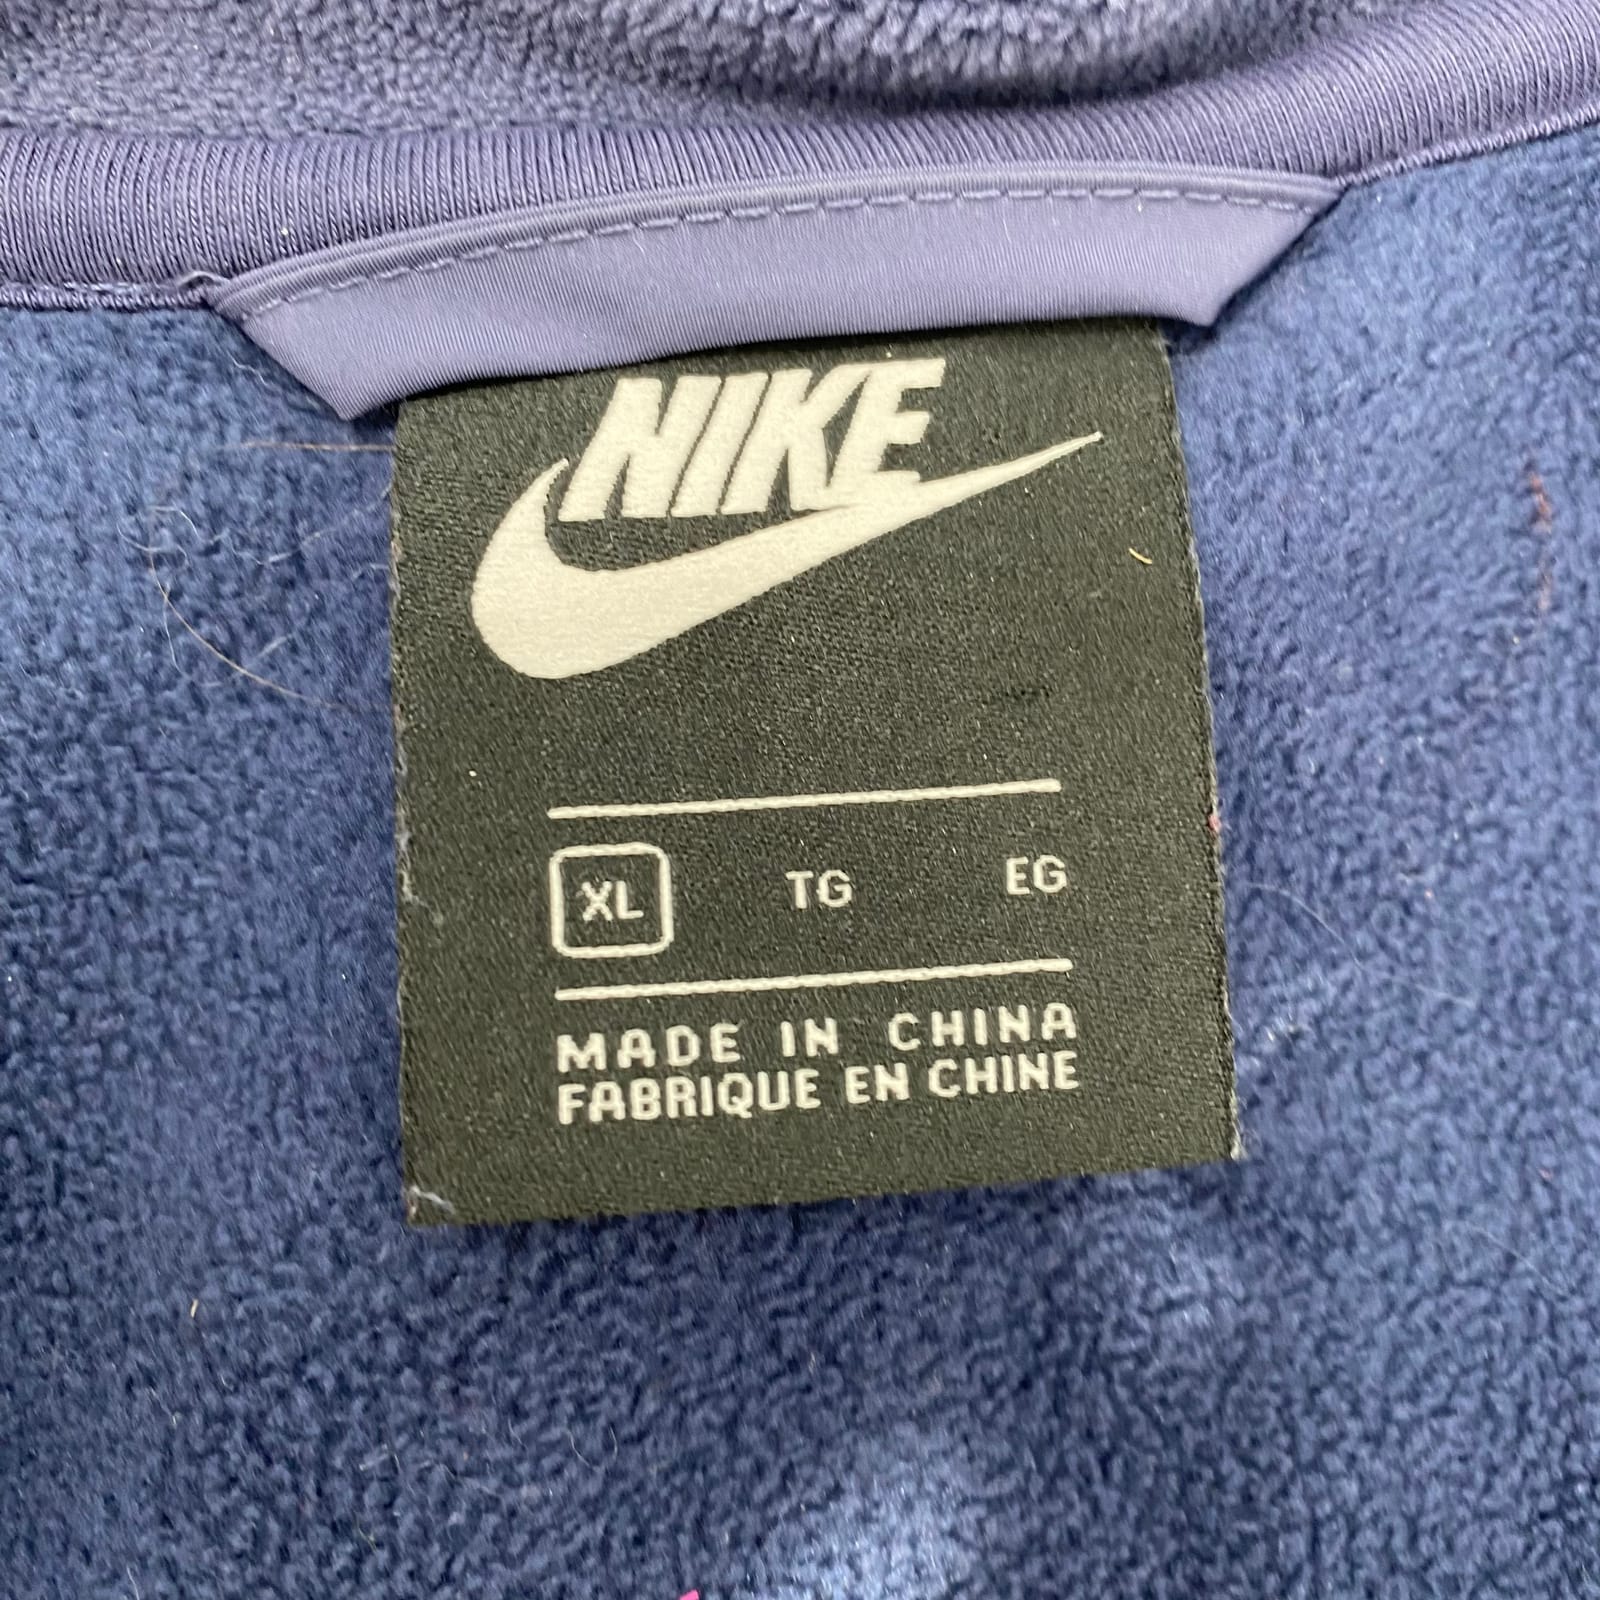 NIKE
XL TG EG
MADE IN CHINA
FABRIQUE EN CHINE